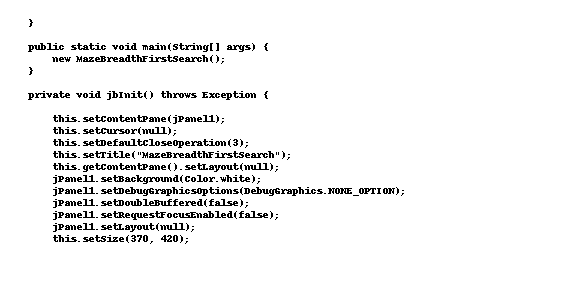 }

public static void main(String[] args) {
    new MazeBreadthFirstSearch();
}

private void jbInit() throws Exception {

    this.setContentPane(jPanel1);
    this.setCursor(null);
    this.setDefaultCloseOperation(3);
    this.setTitle("MazeBreadthFirstSearch");
    this.getContentPane().setLayout(null);
    jPanel1.setBackground(Color.white);
    jPanel1.setDebugGraphicsOptions(DebugGraphics.NONE_OPTION);
    jPanel1.setDoubleBuffered(false);
    jPanel1.setRequestFocusEnabled(false);
    jPanel1.setLayout(null);
    this.setSize(370, 420);